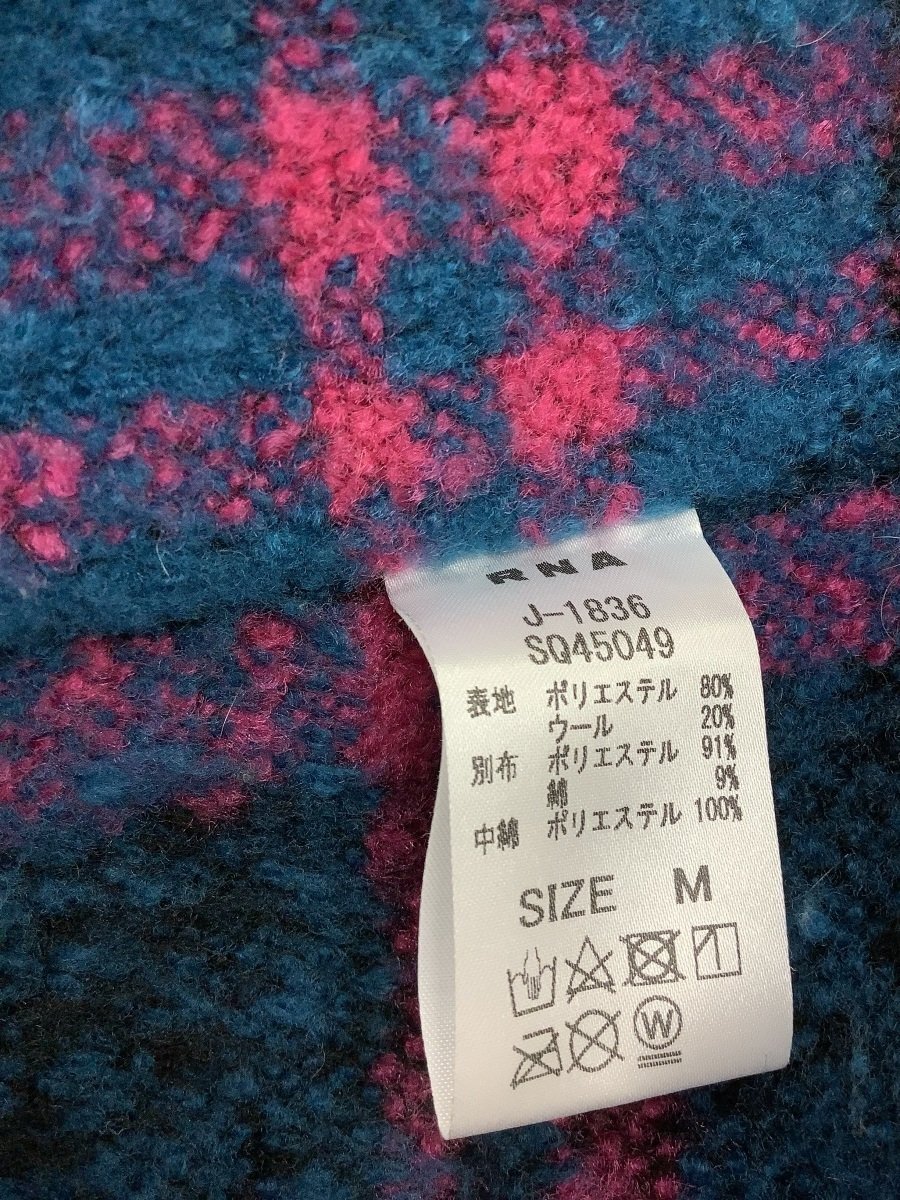 RNA
J-1836
SQ45049
表地 ポリエステル 80%
ウール 20%
別布 ポリエステル 91%
綿 9%
中綿 ポリエステル 100%
SIZE M
W